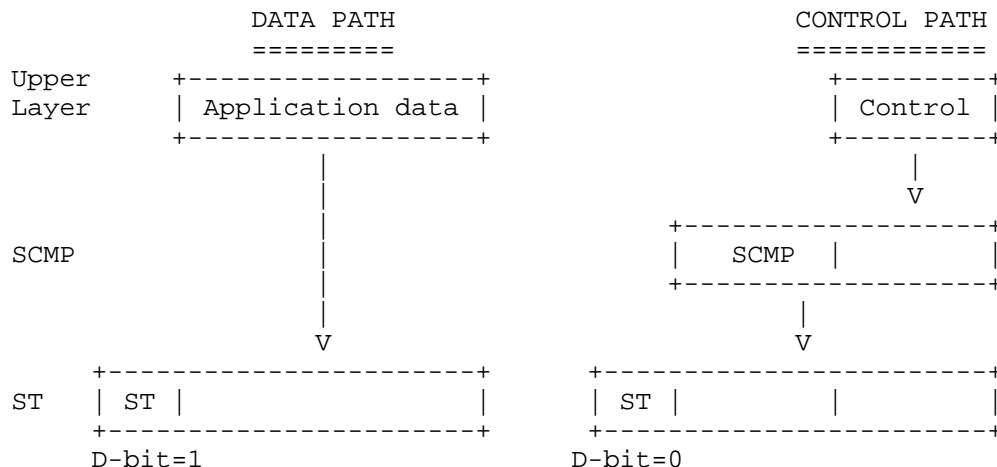 DATA PATH CONTROL PATH
========= ============
Upper +------------------+ +---------+
Layer | Application data | | Control |
+------------------+ +---------+
| |
| V
| +-------------------+
SCMP | | SCMP | |
| +-------------------+
| |
V V
+-----------------------+ +------------------------+
ST | ST | | | ST | | |
+-----------------------+ +------------------------+
D-bit=1 D-bit=0